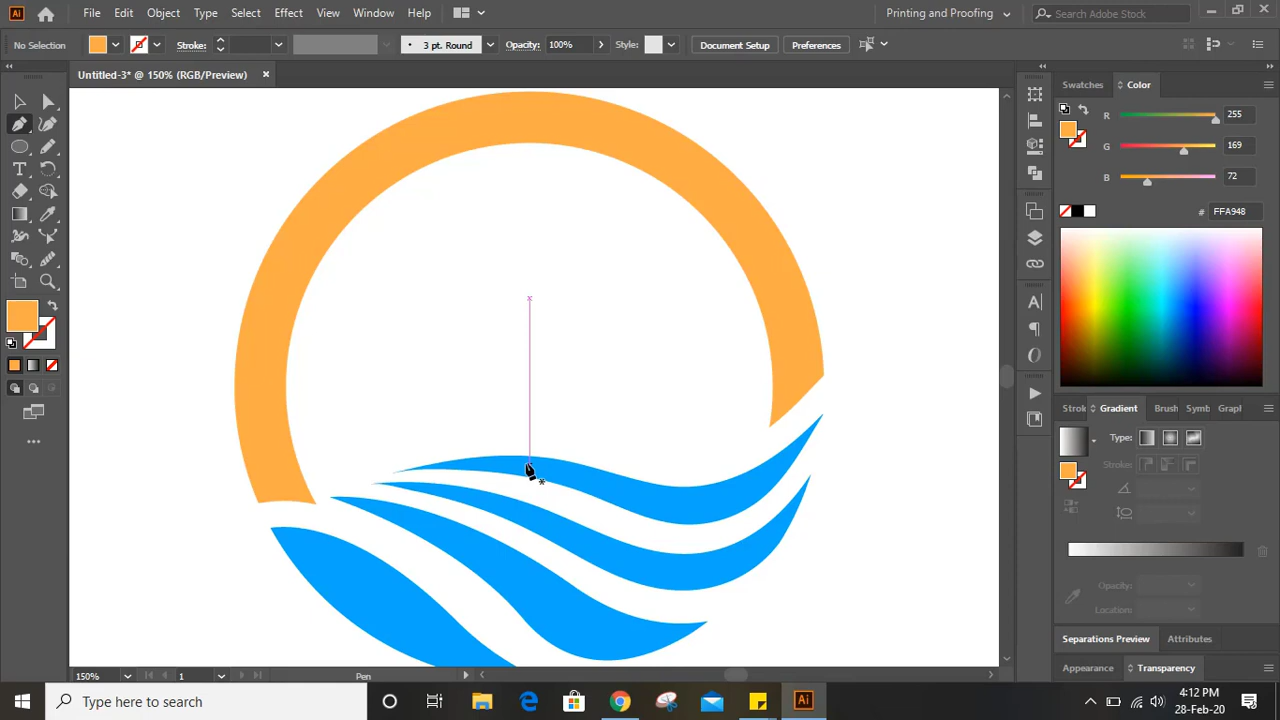 Ai File Edit Object Type Select Effect View Window Help Printing and Proofing Search Adobe Stock
No Selection Stroke: 3 pt. Round Opacity: 100% Style: Document Setup Preferences
Untitled-3* @ 150% (RGB/Preview) ×
Swatches Color
R 255
G 169
B 72
# FFA948
Strok Gradient Brush Symb Graph
Type:
Stroke:
Opacity:
Location:
Separations Preview Attributes
Appearance Transparency
150% 1 Pen
Type here to search
Ai
4:12 PM
28-Feb-20